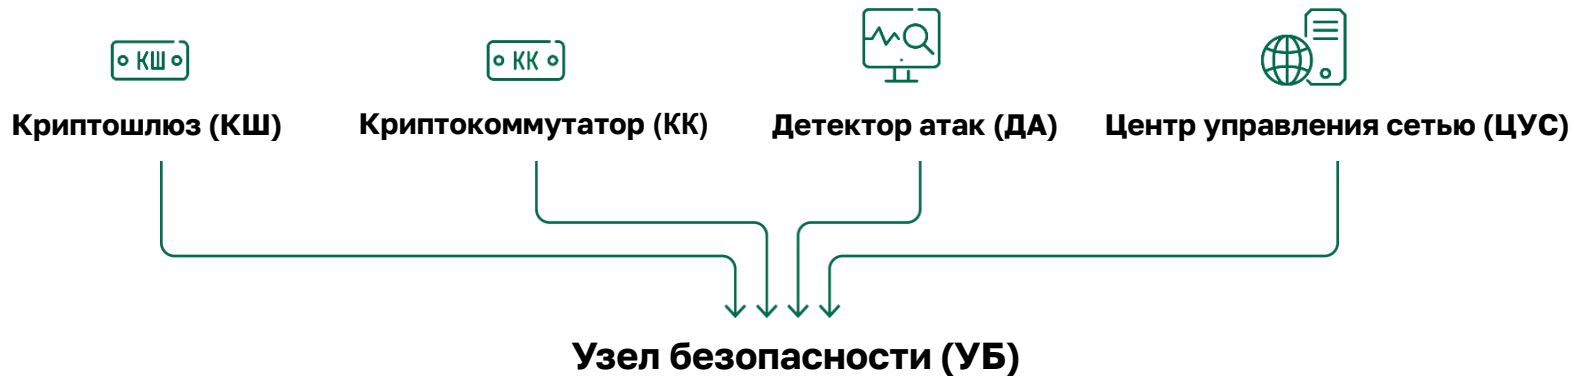 КШ
КК
Криптошлюз (КШ)
Криптокоммутатор (КК)
Детектор атак (ДА)
Центр управления сетью (ЦУС)
Узел безопасности (УБ)